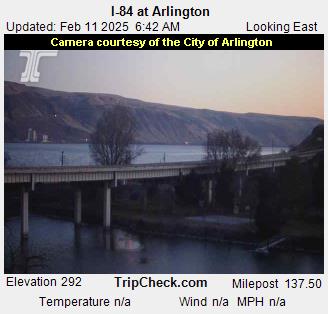 I-84 at Arlington
Updated: Feb 11 2025 6:42 AM Looking East
Camera courtesy of the City of Arlington
Elevation 292 TripCheck.com Milepost 137.50
Temperature n/a Wind n/a MPH n/a